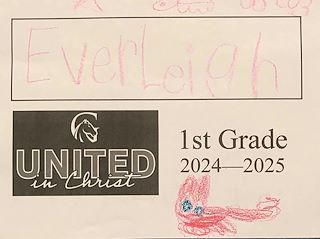 EverLeigh
UNITED
in Christ
1st Grade
2024—2025